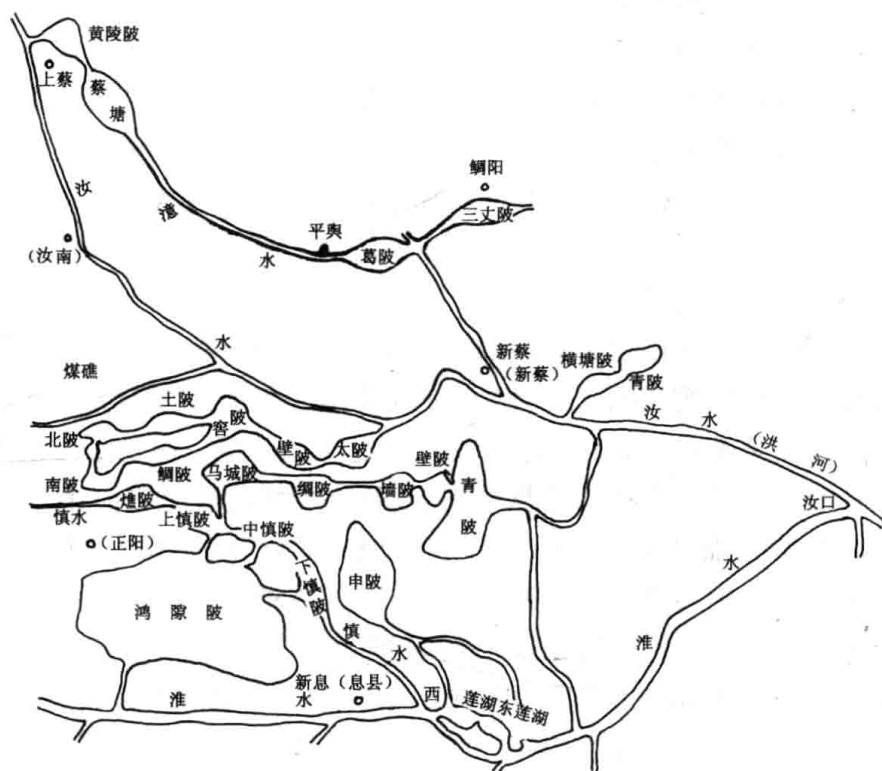 黄陵陂
上蔡
蔡
塘
鲷阳
三丈陂
汝
澺
水
平舆
葛陂
(汝南)
水
新蔡
(新蔡)
横塘陂
青陂
煤礁
土陂
窖
陂
壁
陂
太陂
汝
水
(洪
河)
北陂
南陂
鲷陂
马城陂
绸陂
墙陂
壁陂
青
陂
汝口
慎水
燋陂
上慎陂
中慎陂
下
慎
陂
(正阳)
申陂
鸿隙陂
慎
水
水
淮
新息(息县)
淮
水
西
莲湖东莲湖